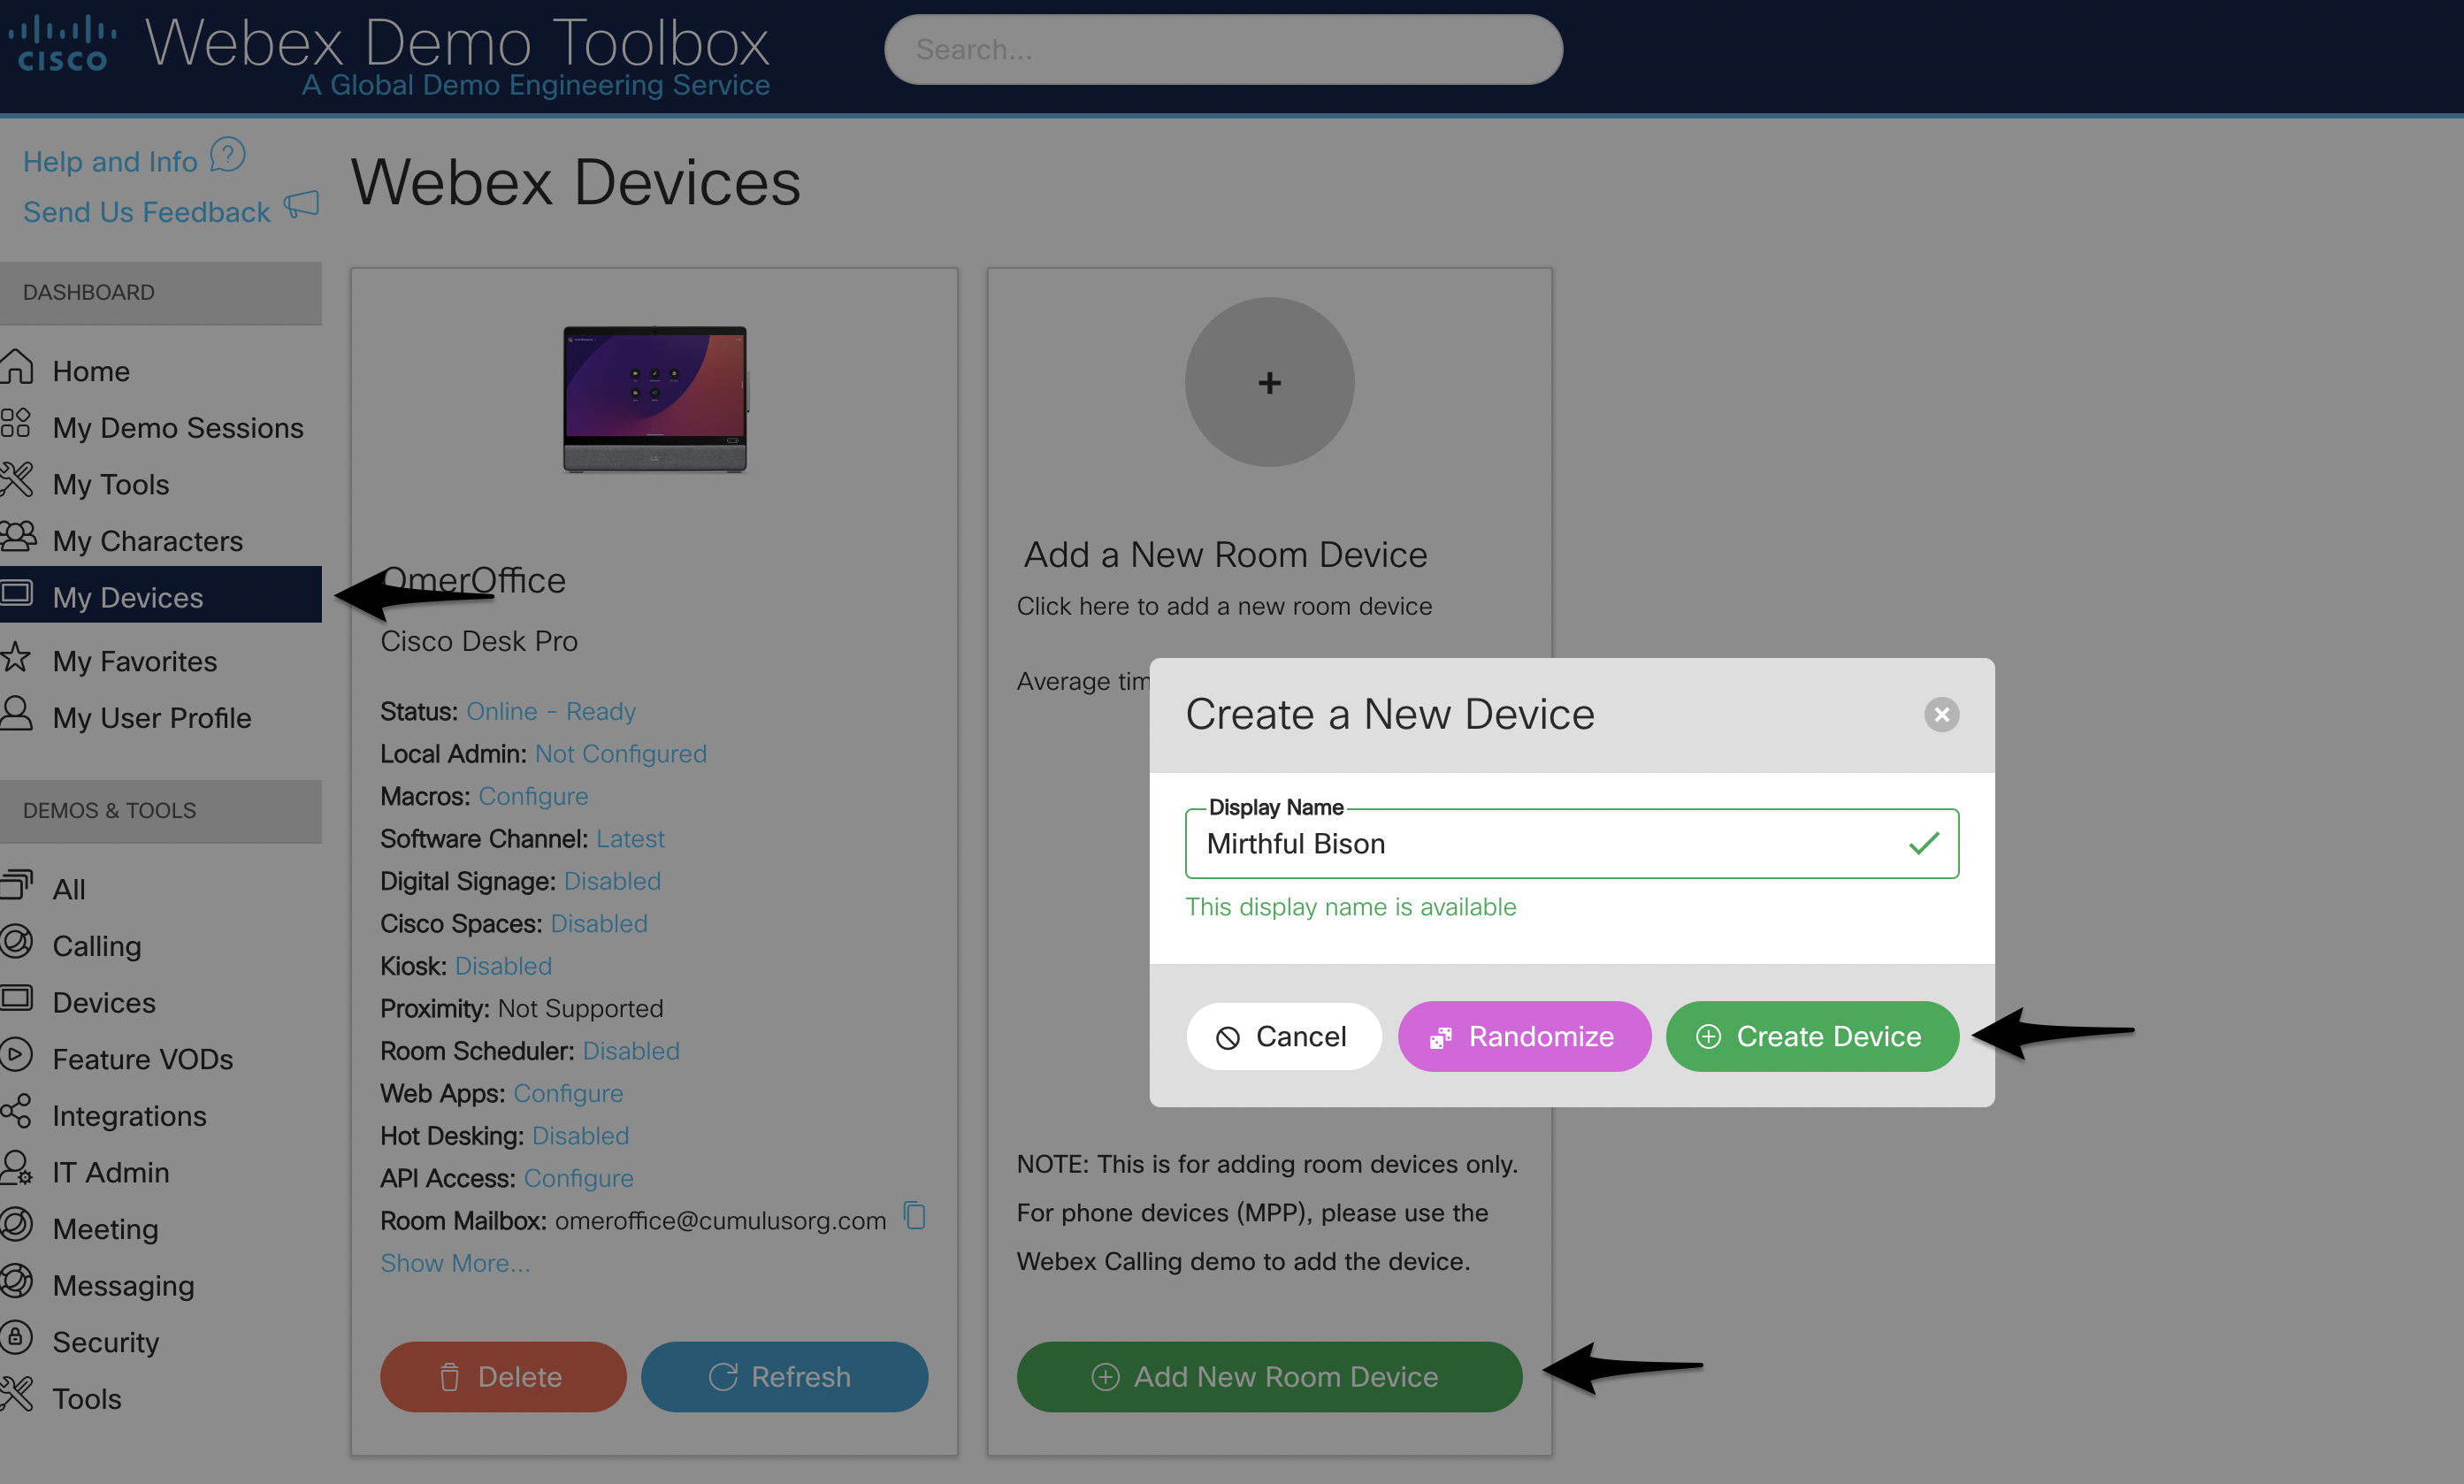 CISCO
Webex Demo Toolbox
A Global Demo Engineering Service
Search...
Help and Info
Send Us Feedback
DASHBOARD
Home
My Demo Sessions
My Tools
My Characters
My Devices
My Favorites
My User Profile
DEMOS & TOOLS
All
Calling
Devices
Feature VODs
Integrations
IT Admin
Meeting
Messaging
Security
Tools
Webex Devices
OmerOffice
Cisco Desk Pro
Status: Online - Ready
Local Admin: Not Configured
Macros: Configure
Software Channel: Latest
Digital Signage: Disabled
Cisco Spaces: Disabled
Kiosk: Disabled
Proximity: Not Supported
Room Scheduler: Disabled
Web Apps: Configure
Hot Desking: Disabled
API Access: Configure
Room Mailbox: omeroffice@cumulusorg.com
Show More...
Delete
Refresh
Add a New Room Device
Click here to add a new room device
Average tim
NOTE: This is for adding room devices only.
For phone devices (MPP), please use the
Webex Calling demo to add the device.
Add New Room Device
Create a New Device
Display Name
Mirthful Bison
This display name is available
Cancel
Randomize
Create Device